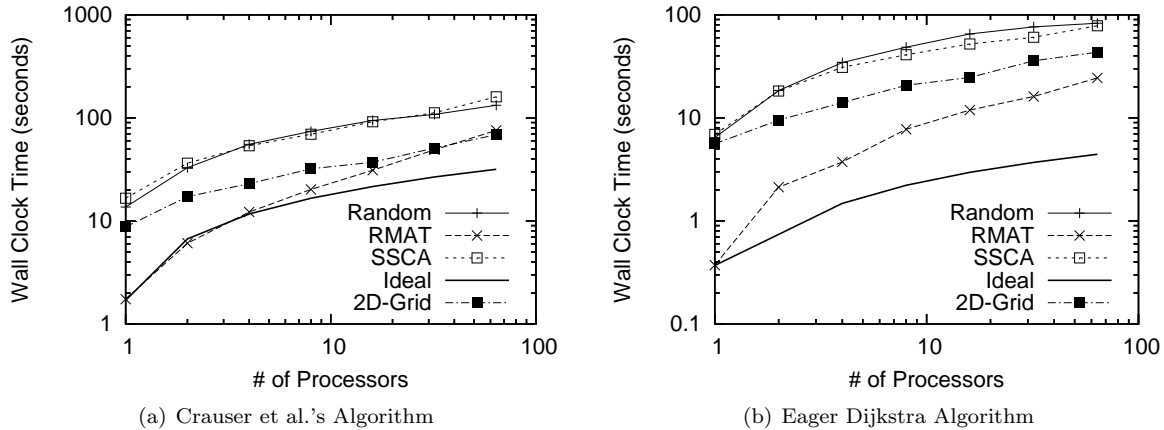 1000
100
10
1
Wall Clock Time (seconds)
1
10
100
# of Processors
Random
RMAT
SSCA
Ideal
2D-Grid
(a) Crauser et al.'s Algorithm
100
10
1
0.1
Wall Clock Time (seconds)
1
10
100
# of Processors
Random
RMAT
SSCA
Ideal
2D-Grid
(b) Eager Dijkstra Algorithm